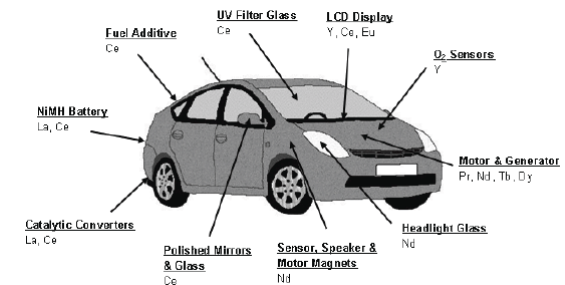 UV Filter Glass
Ce
LCD Display
Y, Ce, Eu
Fuel Additive
Ce
O2 Sensors
Y
NiMH Battery
La, Ce
Motor & Generator
Pr, Nd, Tb, Dy
Catalytic Converters
La, Ce
Headlight Glass
Nd
Polished Mirrors
& Glass
Ce
Sensor, Speaker &
Motor Magnets
Nd